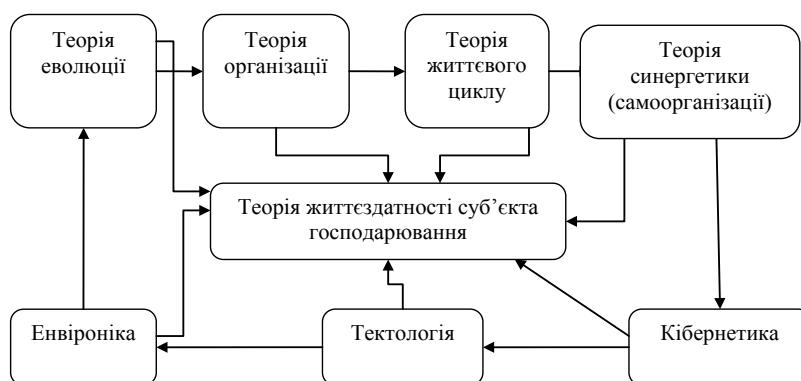 Теорія
еволюції
Теорія
організації
Теорія
життєвого
циклу
Теорія
синергетики
(самоорганізації)
Теорія життєздатності суб’єкта
господарювання
Енвіроніка
Тектологія
Кібернетика